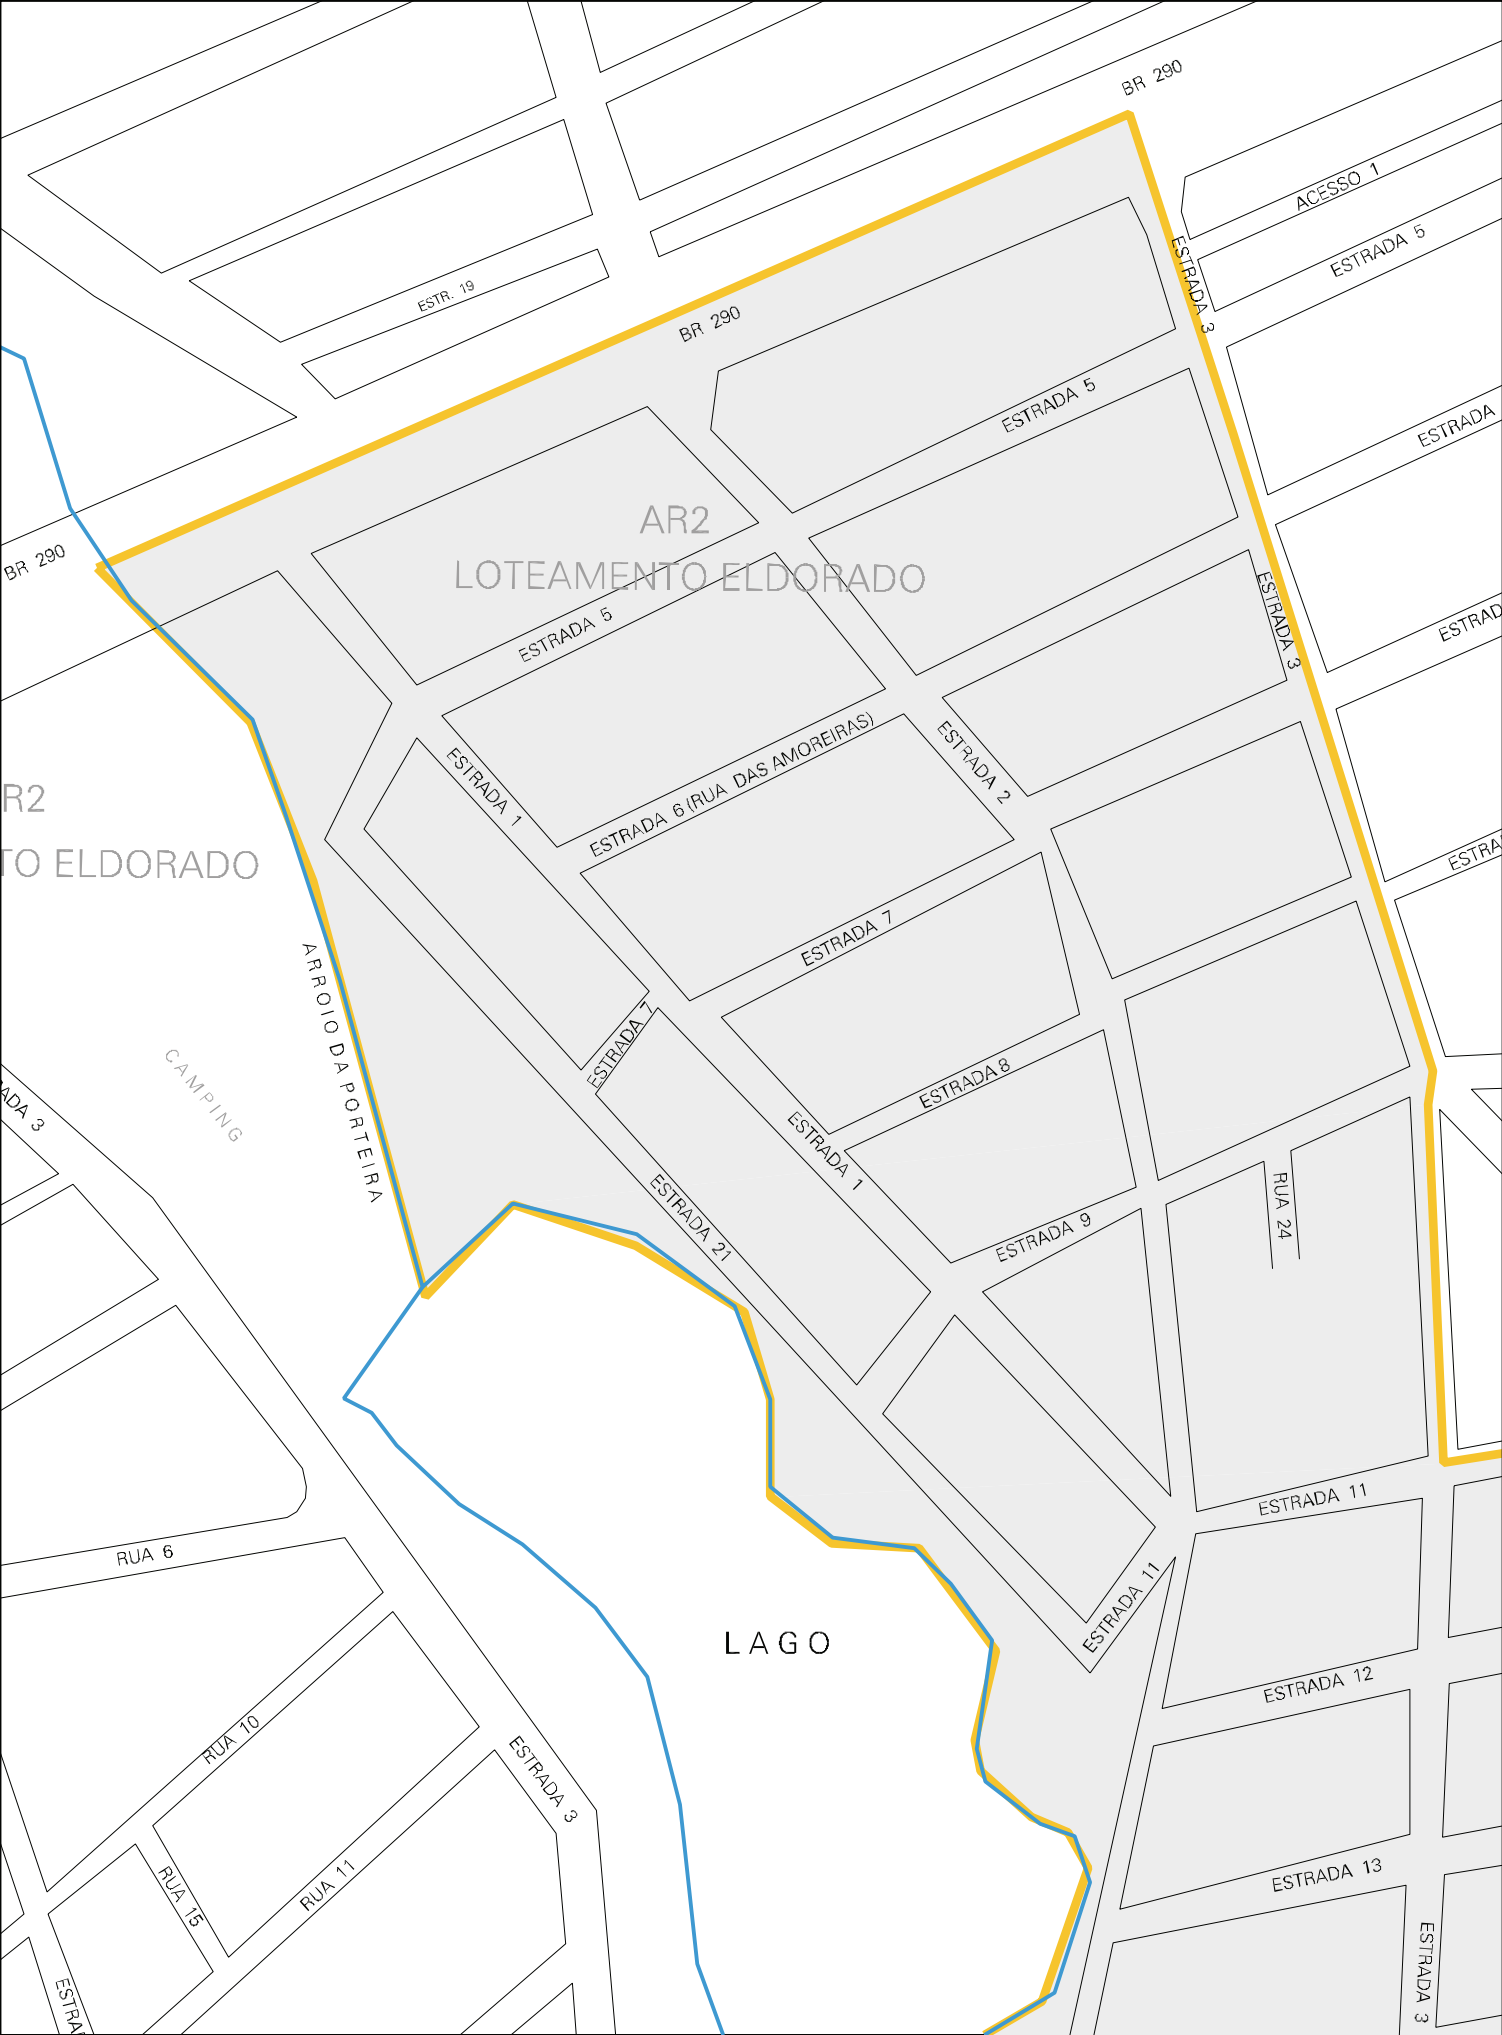 BR 290
ACESSO 1
ESTRADA 5
ESTRADA 3
ESTR. 19
BR 290
ESTRADA 5
ESTRADA
AR2
LOTEAMENTO ELDORADO
BR 290
ESTRADA 5
ESTRADA 3
ESTRAD
ESTRADA 6 (RUA DAS AMOREIRAS)
ESTRADA 2
ESTRADA 1
R2
TO ELDORADO
ESTRA
ESTRADA 7
ARROIO DA PORTEIRA
CAMPING
ESTRADA 7
ESTRADA 8
ADA 3
ESTRADA 1
ESTRADA 21
RUA 24
ESTRADA 9
ESTRADA 11
RUA 6
ESTRADA 11
LAGO
ESTRADA 12
RUA 10
ESTRADA 3
RUA 11
RUA 15
ESTRADA 13
ESTRADA 3
ESTRA